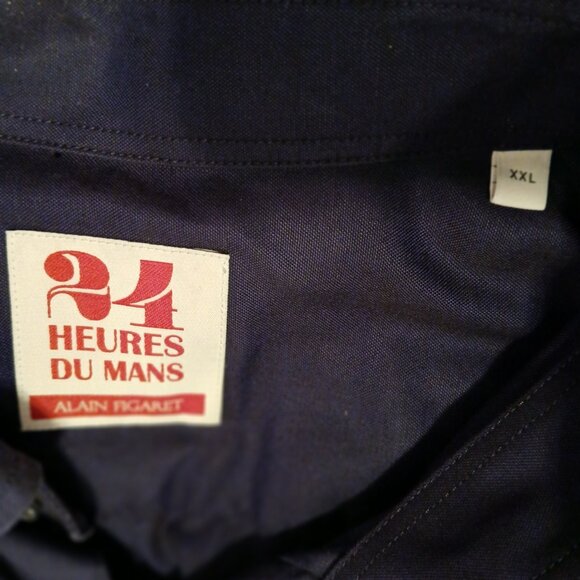 24
HEURES
DU MANS
ALAIN FIGARET
XXL